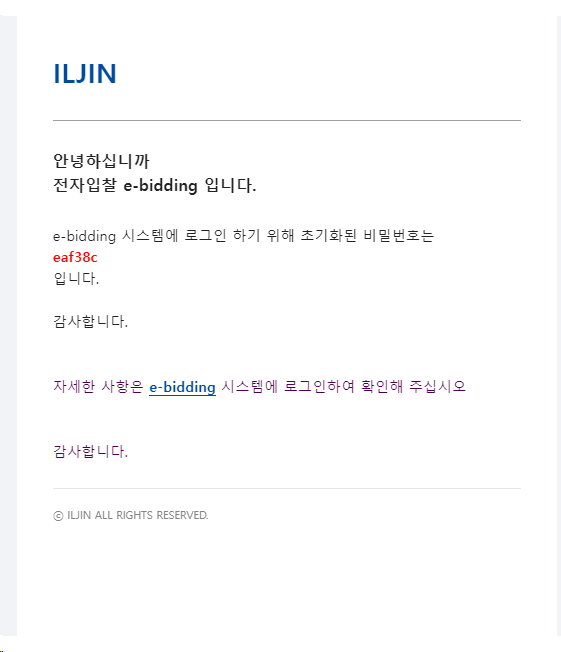 ILJIN
안녕하십니까
전자입찰 e-bidding 입니다.
e-bidding 시스템에 로그인 하기 위해 초기화된 비밀번호는
eaf38c
입니다.
감사합니다.
자세한 사항은 e-bidding 시스템에 로그인하여 확인해 주십시오
감사합니다.
ⓒ ILJIN ALL RIGHTS RESERVED.